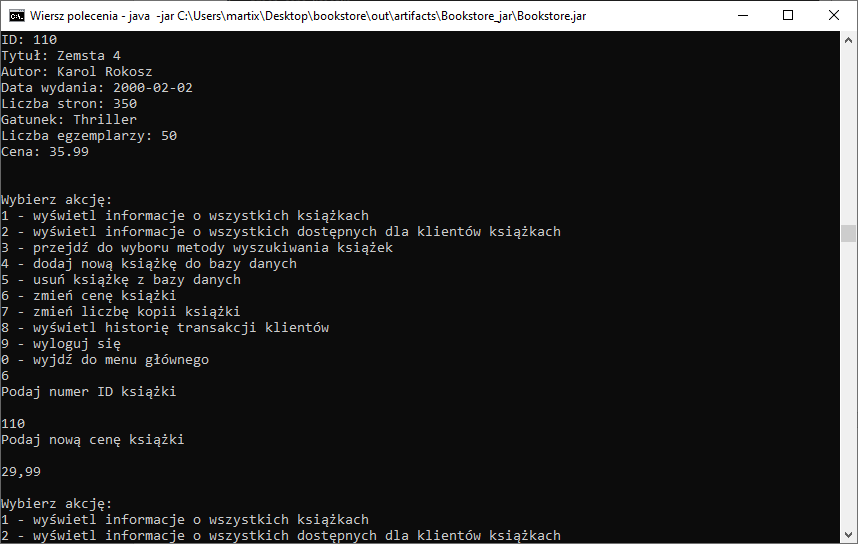 Wiersz polecenia - java -jar C:\Users\martix\Desktop\bookstore\out\artifacts\Bookstore_jar\Bookstore.jar
ID: 110
Tytuł: Zemsta 4
Autor: Karol Rokosz
Data wydania: 2000-02-02
Liczba stron: 350
Gatunek: Thriller
Liczba egzemplarzy: 50
Cena: 35.99
Wybierz akcję:
1 - wyświetl informacje o wszystkich książkach
2 - wyświetl informacje o wszystkich dostępnych dla klientów książkach
3 - przejdź do wyboru metody wyszukiwania książek
4 - dodaj nową książkę do bazy danych
5 - usuń książkę z bazy danych
6 - zmień cenę książki
7 - zmień liczbę kopii książki
8 - wyświetl historię transakcji klientów
9 - wyloguj się
0 - wyjdź do menu głównego
6
Podaj numer ID książki
110
Podaj nową cenę książki
29,99
Wybierz akcję:
1 - wyświetl informacje o wszystkich książkach
2 - wyświetl informacje o wszystkich dostępnych dla klientów książkach